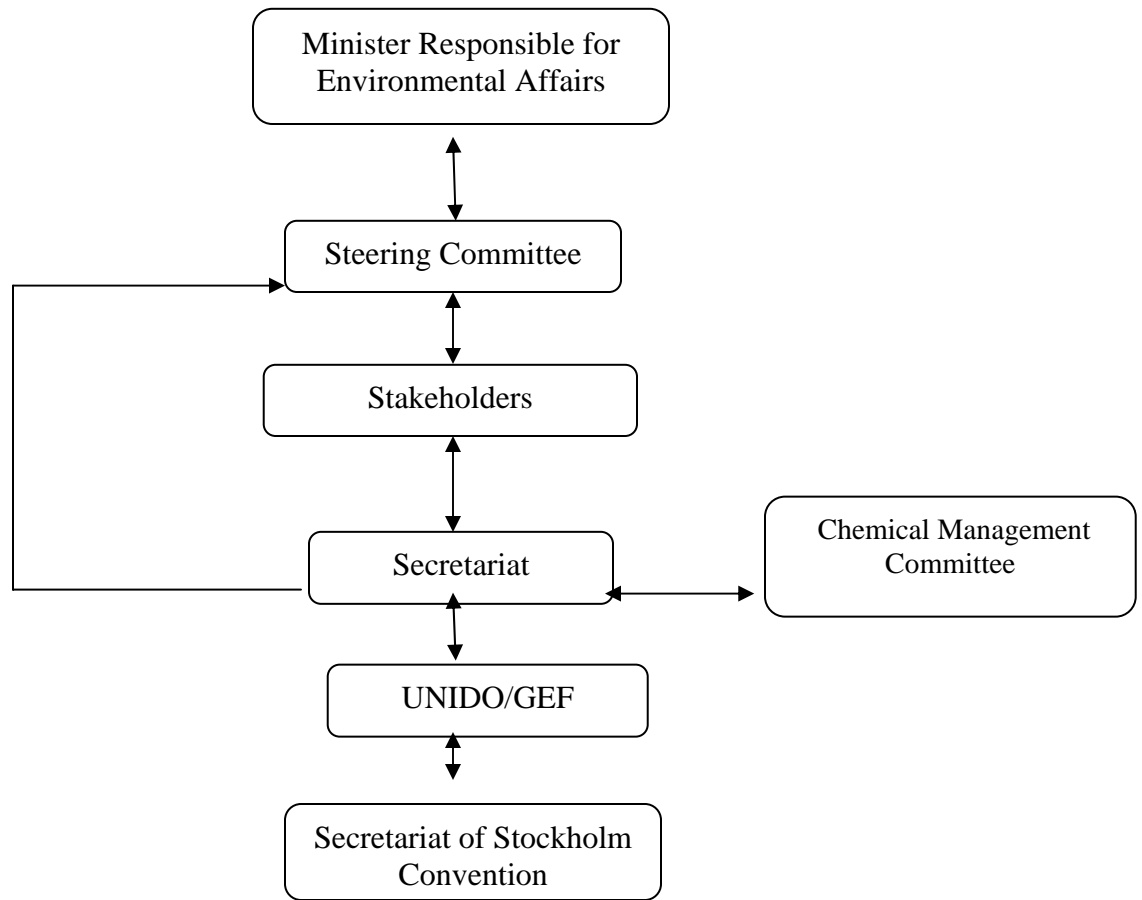 Minister Responsible for
Environmental Affairs
Steering Committee
Stakeholders
Secretariat
Chemical Management
Committee
UNIDO/GEF
Secretariat of Stockholm
Convention